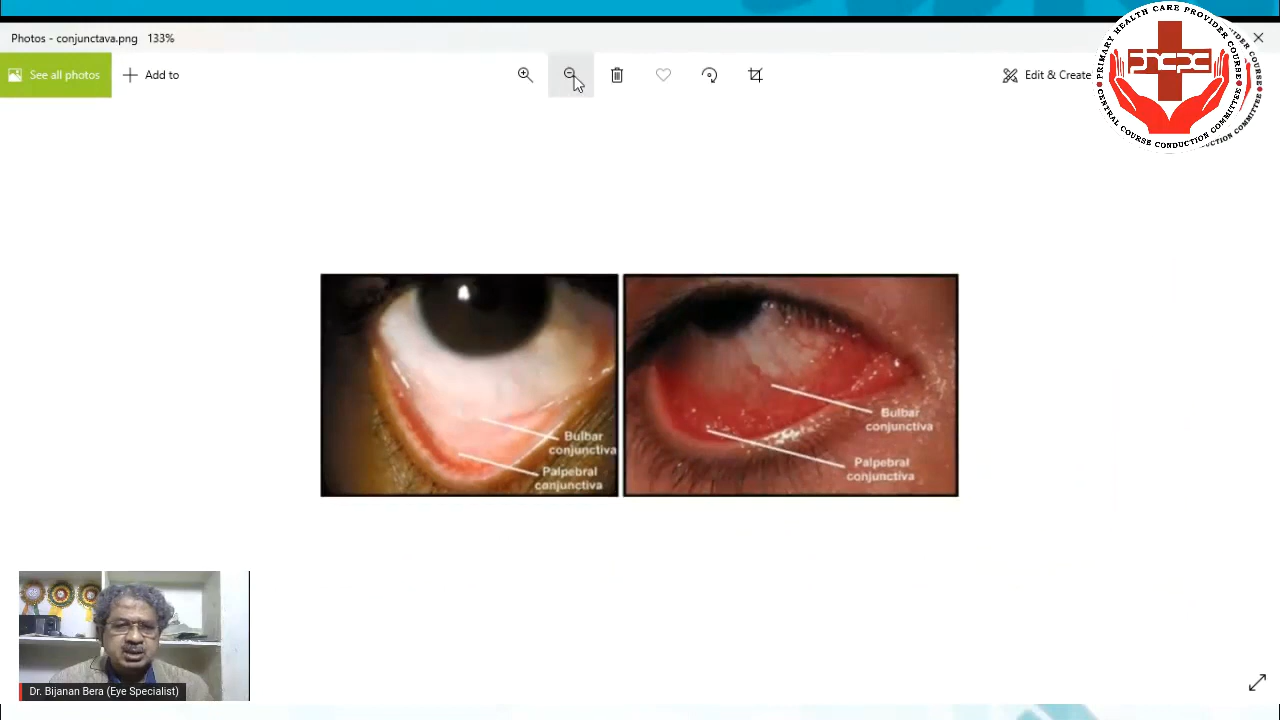 Photos - conjunctava.png 133%
See all photos
Add to
Edit & Create
PRIMARY HEALTH CARE PROVIDER COURSE
phcpc
CENTRAL COURSE CONDUCTION COMMITTEE
Bulbar
conjunctiva
Palpebral
conjunctiva
Bulbar
conjunctiva
Palpebral
conjunctiva
Dr. Bijanan Bera (Eye Specialist)